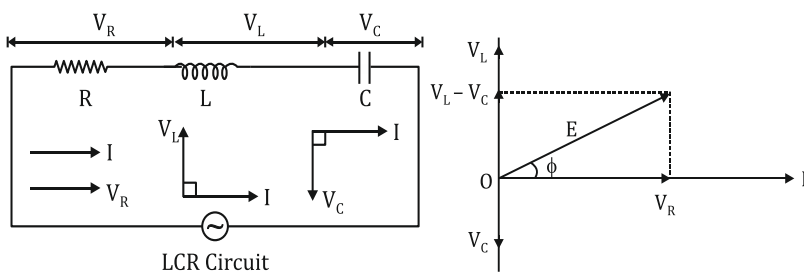 V_R V_L V_C
R L C
V_L I
I
V_R I V_C
LCR Circuit
V_L
V_L – V_C
E
O ϕ I
V_R
V_C